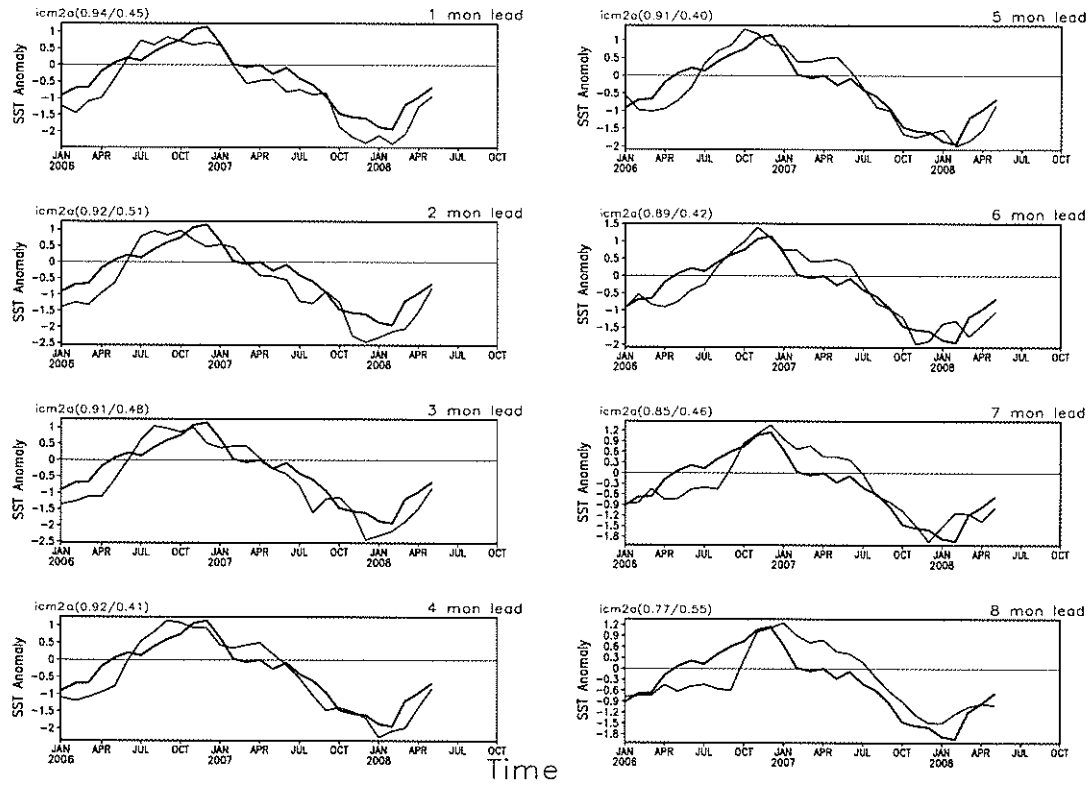 icm2a(0.94/0.45) 1 mon lead
SST Anomaly
1
0.5
0
-0.5
-1
-1.5
-2
JAN APR JUL OCT JAN APR JUL OCT JAN APR JUL OCT
2006 2007 2008
icm2a(0.92/0.51) 2 mon lead
SST Anomaly
1
0.5
0
-0.5
-1
-1.5
-2
-2.5
JAN APR JUL OCT JAN APR JUL OCT JAN APR JUL OCT
2006 2007 2008
icm2a(0.91/0.48) 3 mon lead
SST Anomaly
1
0.5
0
-0.5
-1
-1.5
-2
-2.5
JAN APR JUL OCT JAN APR JUL OCT JAN APR JUL OCT
2006 2007 2008
icm2a(0.92/0.41) 4 mon lead
SST Anomaly
1
0.5
0
-0.5
-1
-1.5
-2
JAN APR JUL OCT JAN APR JUL OCT JAN APR JUL OCT
2006 2007 2008
icm2a(0.91/0.40) 5 mon lead
SST Anomaly
1
0.5
0
-0.5
-1
-1.5
-2
JAN APR JUL OCT JAN APR JUL OCT JAN APR JUL OCT
2006 2007 2008
icm2a(0.89/0.42) 6 mon lead
SST Anomaly
1.5
1
0.5
0
-0.5
-1
-1.5
-2
JAN APR JUL OCT JAN APR JUL OCT JAN APR JUL OCT
2006 2007 2008
icm2a(0.85/0.46) 7 mon lead
SST Anomaly
1.2
0.9
0.6
0.3
0
-0.3
-0.6
-0.9
-1.2
-1.5
-1.8
JAN APR JUL OCT JAN APR JUL OCT JAN APR JUL OCT
2006 2007 2008
icm2a(0.77/0.55) 8 mon lead
SST Anomaly
1.2
0.9
0.6
0.3
0
-0.3
-0.6
-0.9
-1.2
-1.5
-1.8
JAN APR JUL OCT JAN APR JUL OCT JAN APR JUL OCT
2006 2007 2008
Time